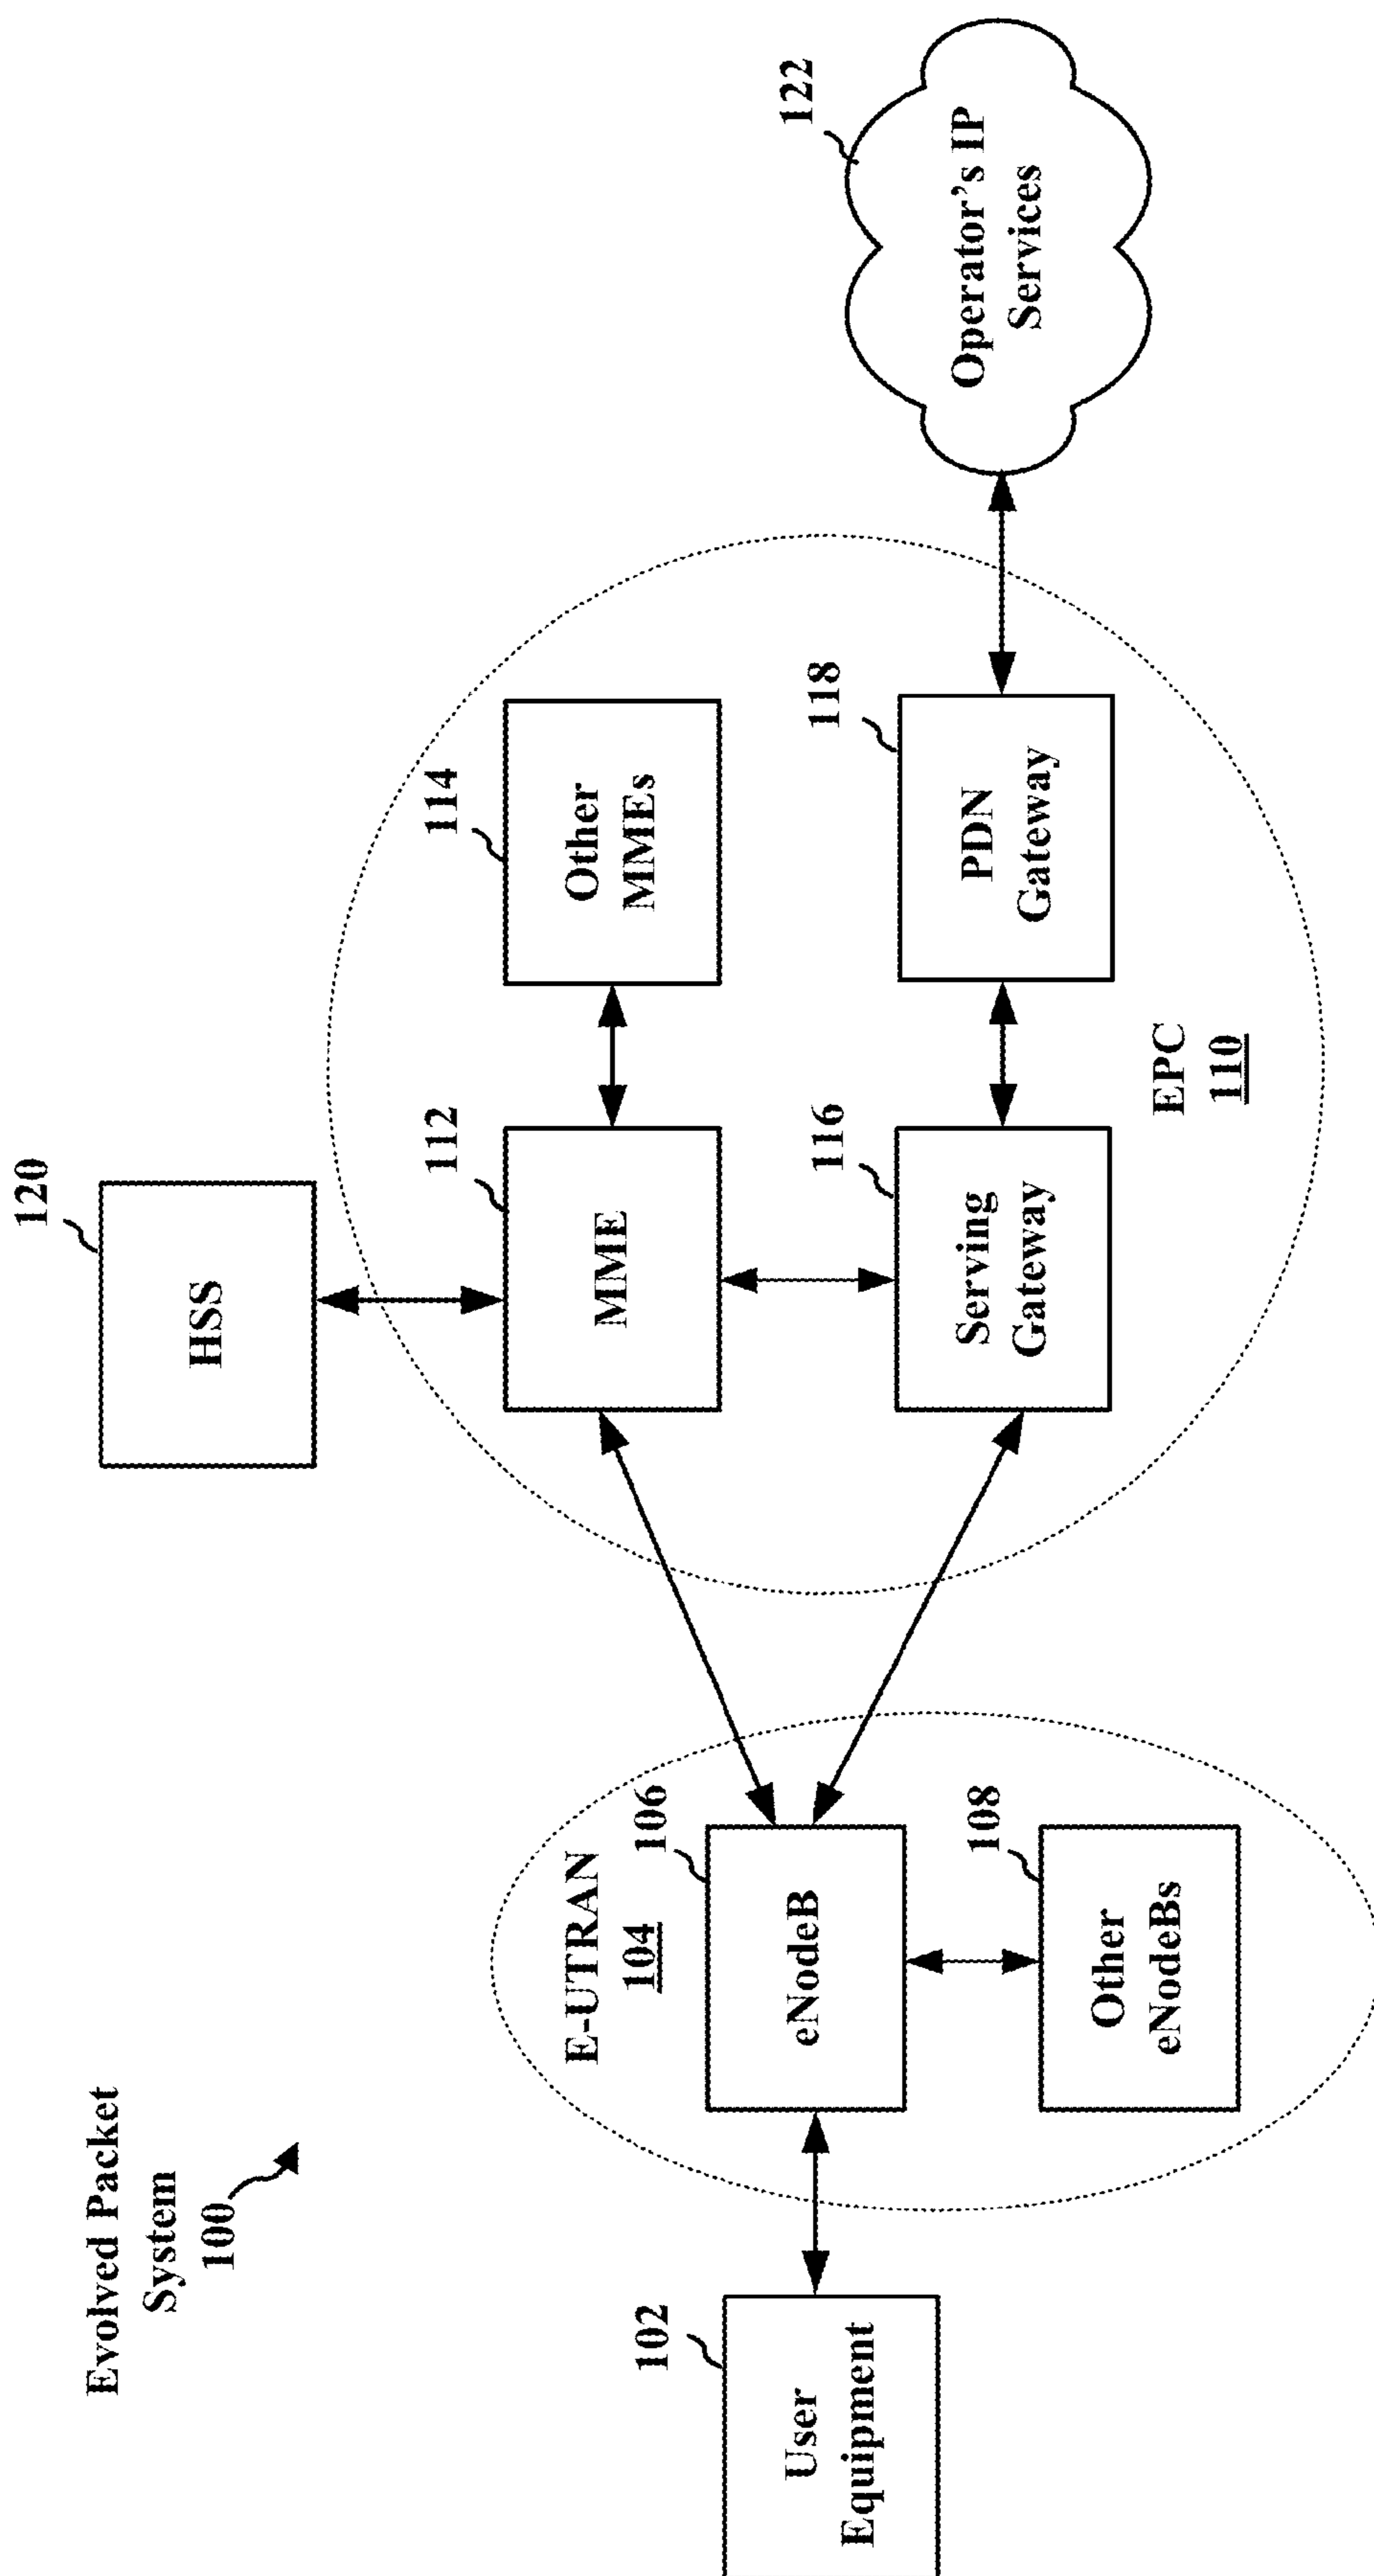 Evolved Packet
System
100
120
HSS
112
MME
114
Other
MMEs
116
Serving
Gateway
118
PDN
Gateway
EPC
110
122
Operator's IP
Services
E-UTRAN
104
106
eNodeB
108
Other
eNodeBs
102
User
Equipment